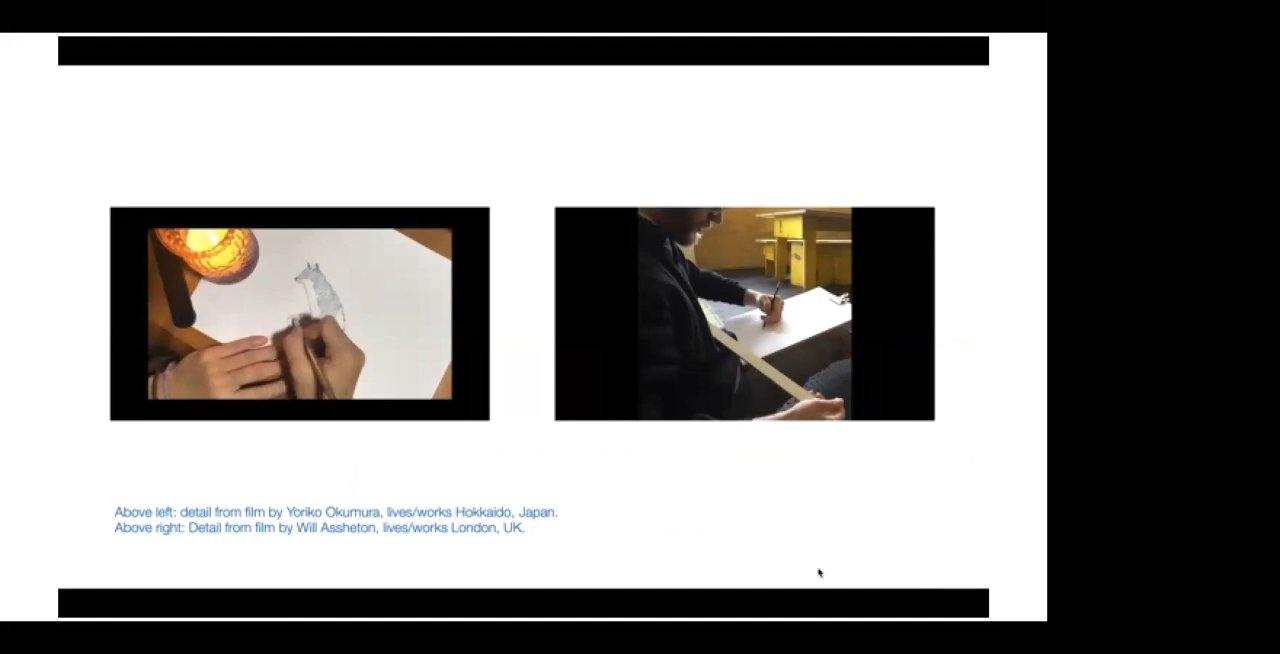 Above left: detail from film by Yoriko Okumura, lives/works Hokkaido, Japan.
Above right: Detail from film by Will Assheton, lives/works London, UK.